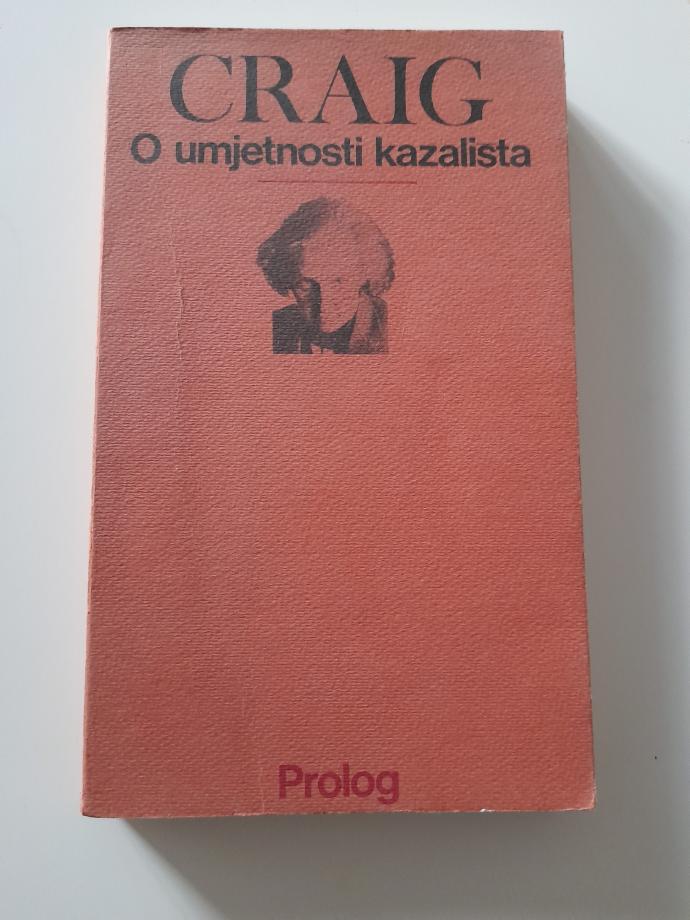 CRAIG
O umjetnosti kazalista
Prolog